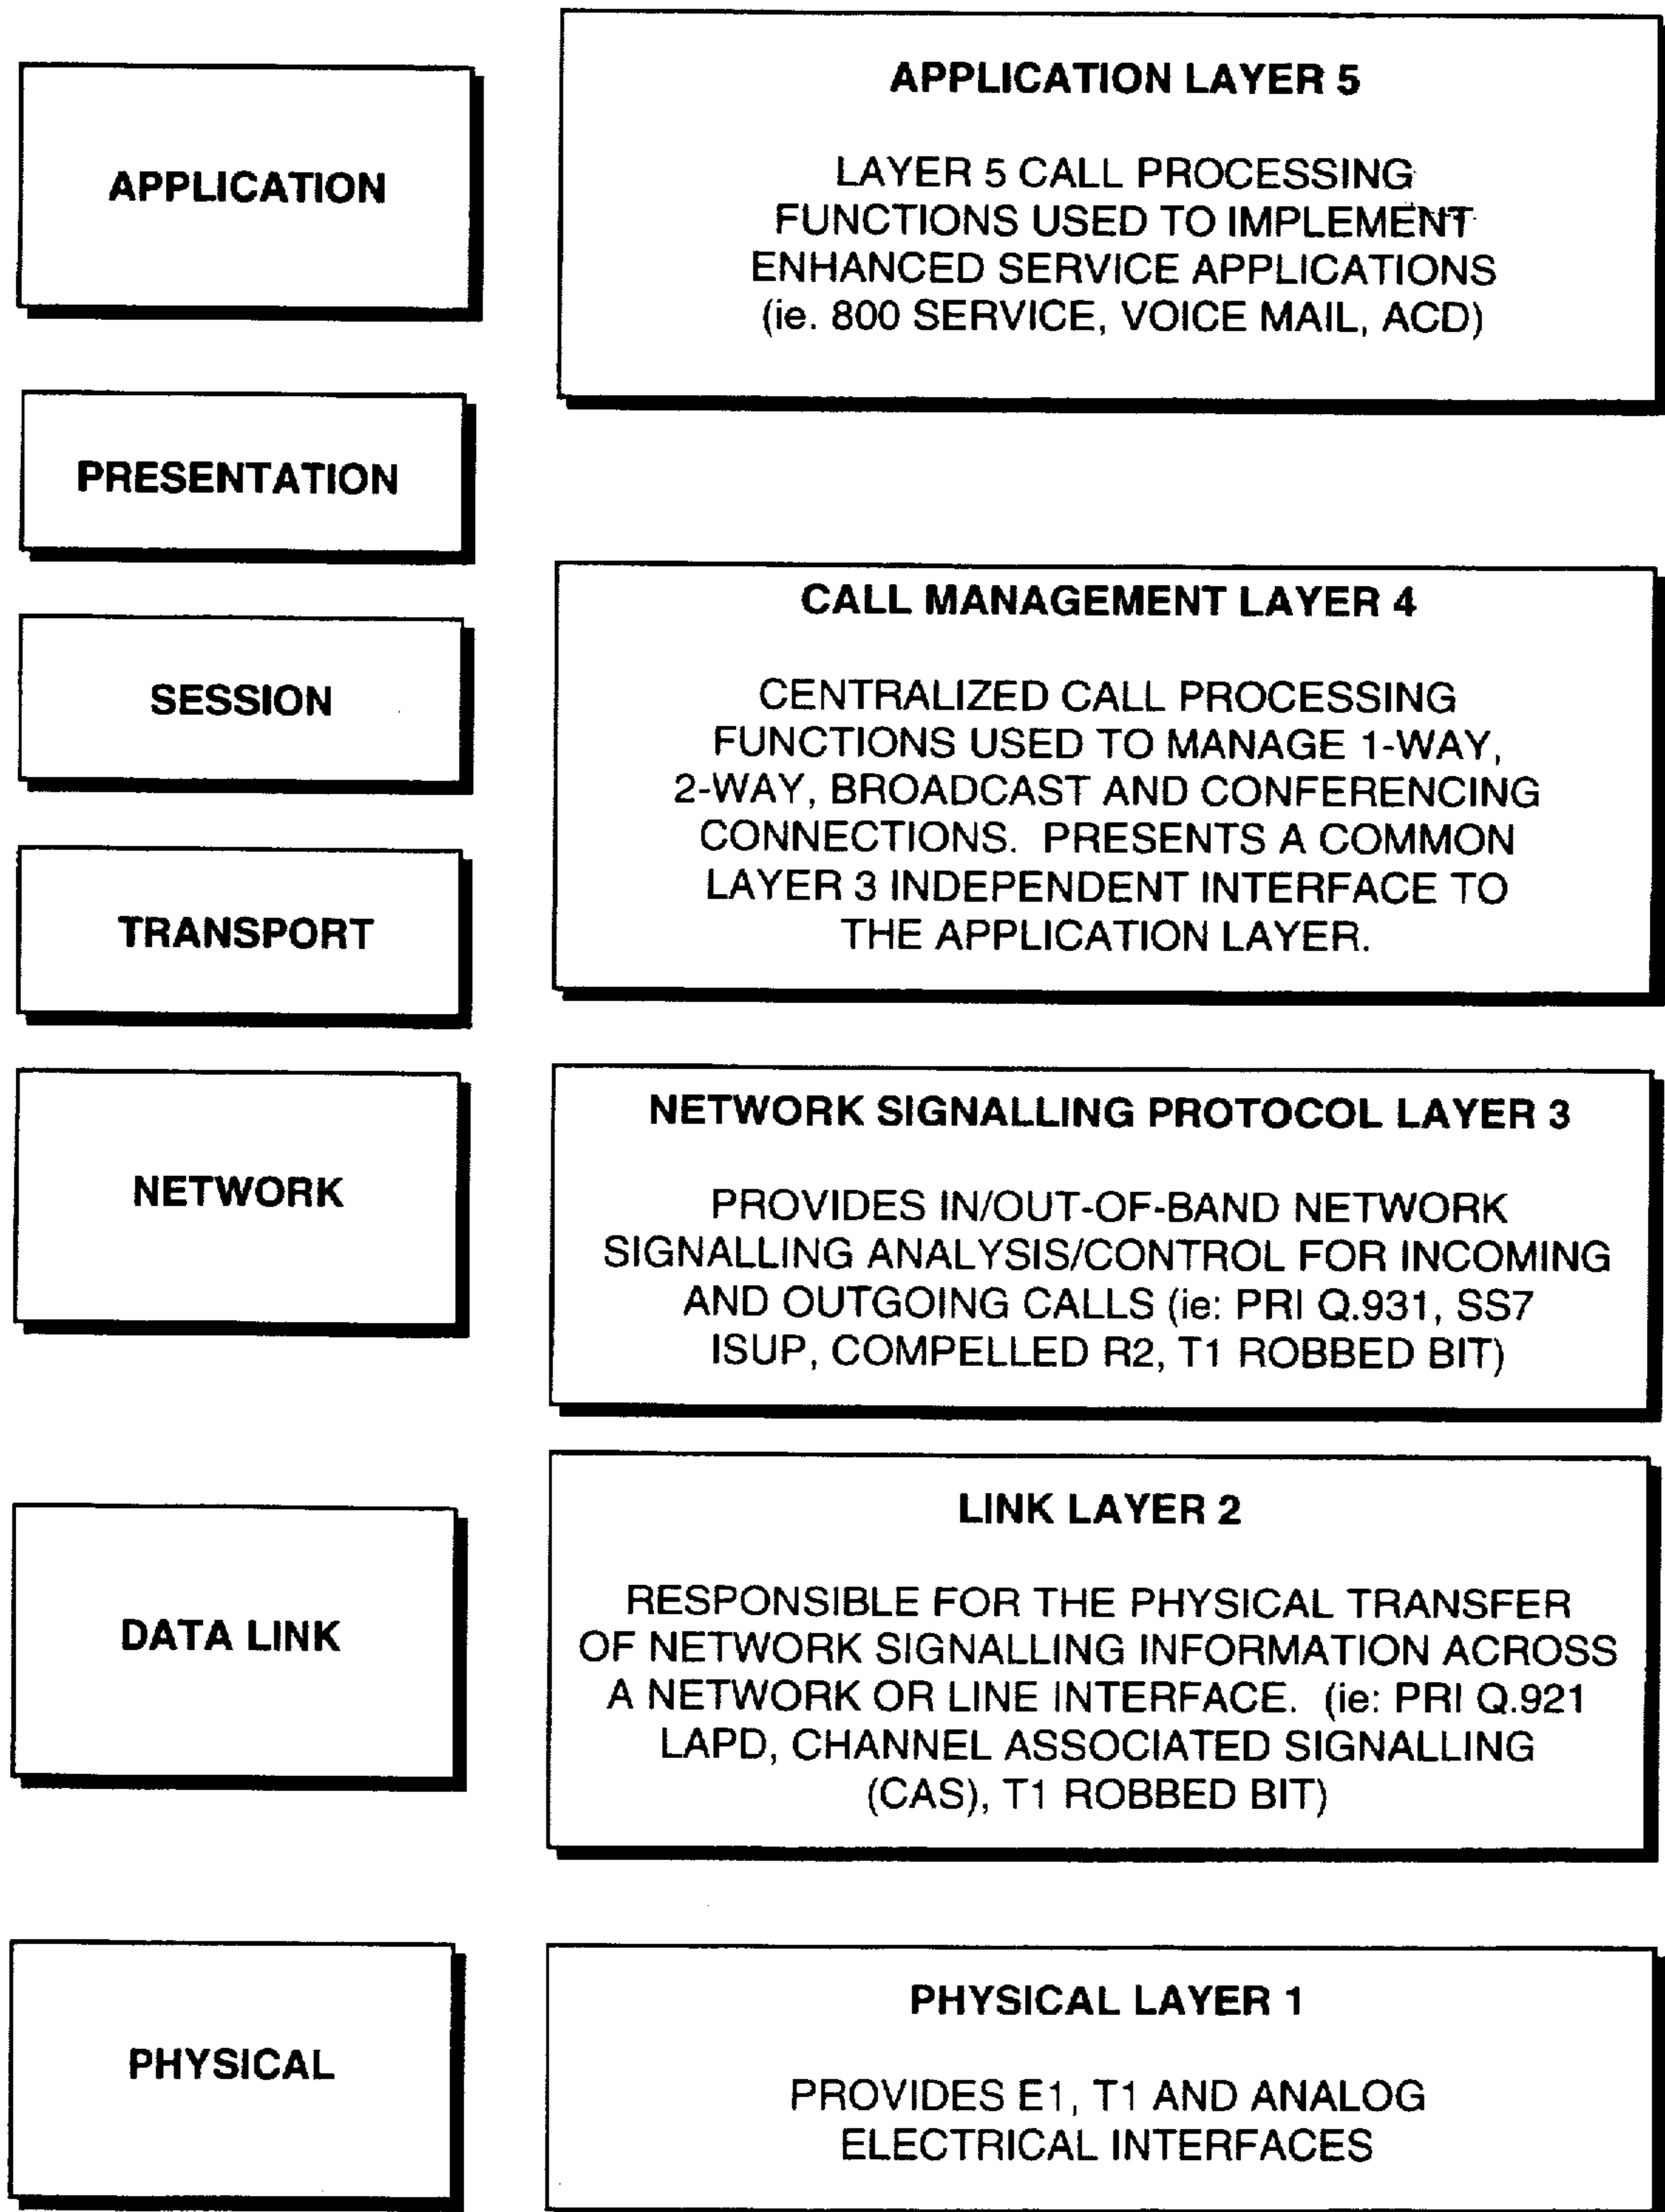 APPLICATION
PRESENTATION
SESSION
TRANSPORT
NETWORK
DATA LINK
PHYSICAL
APPLICATION LAYER 5
LAYER 5 CALL PROCESSING
FUNCTIONS USED TO IMPLEMENT
ENHANCED SERVICE APPLICATIONS
(ie. 800 SERVICE, VOICE MAIL, ACD)
CALL MANAGEMENT LAYER 4
CENTRALIZED CALL PROCESSING
FUNCTIONS USED TO MANAGE 1-WAY,
2-WAY, BROADCAST AND CONFERENCING
CONNECTIONS. PRESENTS A COMMON
LAYER 3 INDEPENDENT INTERFACE TO
THE APPLICATION LAYER.
NETWORK SIGNALLING PROTOCOL LAYER 3
PROVIDES IN/OUT-OF-BAND NETWORK
SIGNALLING ANALYSIS/CONTROL FOR INCOMING
AND OUTGOING CALLS (ie: PRI Q.931, SS7
ISUP, COMPELLED R2, T1 ROBBED BIT)
LINK LAYER 2
RESPONSIBLE FOR THE PHYSICAL TRANSFER
OF NETWORK SIGNALLING INFORMATION ACROSS
A NETWORK OR LINE INTERFACE. (ie: PRI Q.921
LAPD, CHANNEL ASSOCIATED SIGNALLING
(CAS), T1 ROBBED BIT)
PHYSICAL LAYER 1
PROVIDES E1, T1 AND ANALOG
ELECTRICAL INTERFACES